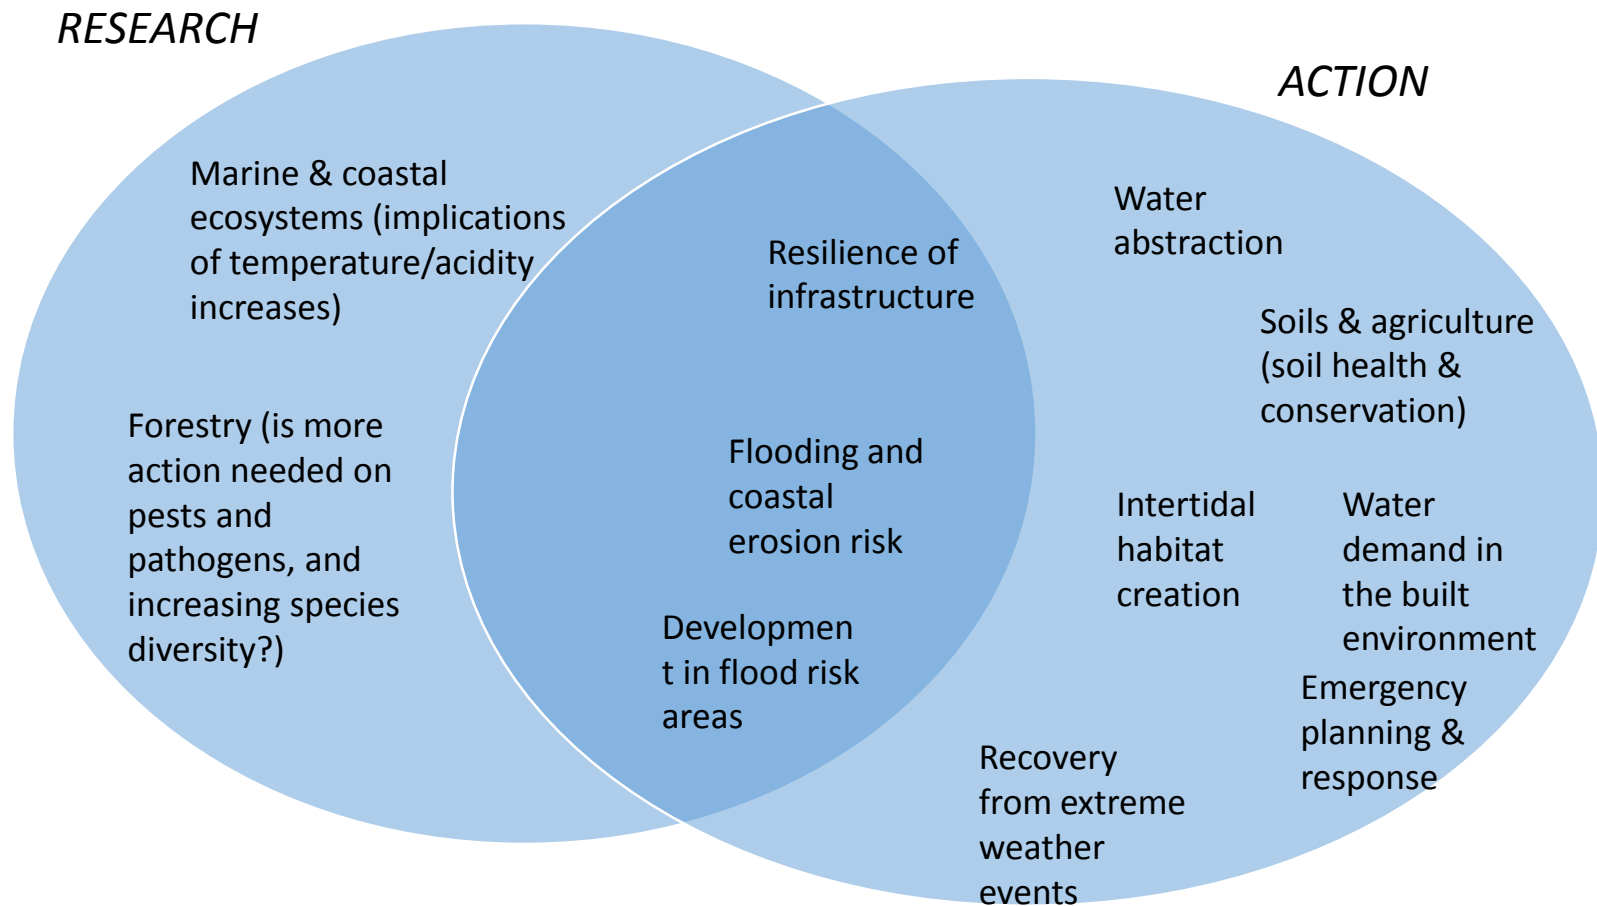 RESEARCH
ACTION
Marine & coastal
ecosystems (implications
of temperature/acidity
increases)
Forestry (is more
action needed on
pests and
pathogens, and
increasing species
diversity?)
Resilience of
infrastructure
Flooding and
coastal
erosion risk
Developmen
t in flood risk
areas
Water
abstraction
Soils & agriculture
(soil health &
conservation)
Intertidal
habitat
creation
Water
demand in
the built
environment
Emergency
planning &
response
Recovery
from extreme
weather
events